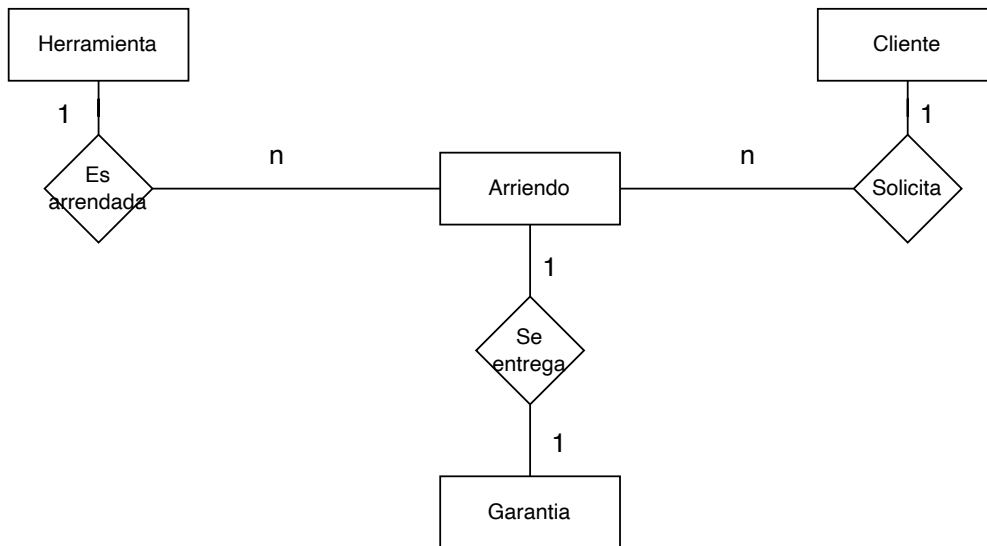 Herramienta
Cliente
1
1
n
n
Es
arrendada
Arriendo
Solicita
1
Se
entrega
1
Garantia